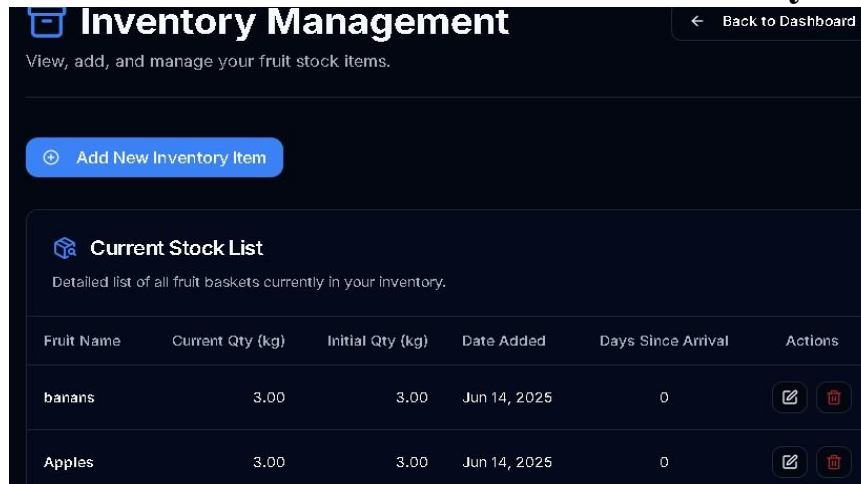 Inventory Management
← Back to Dashboard
View, add, and manage your fruit stock items.
Add New Inventory Item
Current Stock List
Detailed list of all fruit baskets currently in your inventory.
Fruit Name Current Qty (kg) Initial Qty (kg) Date Added Days Since Arrival Actions
banans 3.00 3.00 Jun 14, 2025 0
Apples 3.00 3.00 Jun 14, 2025 0